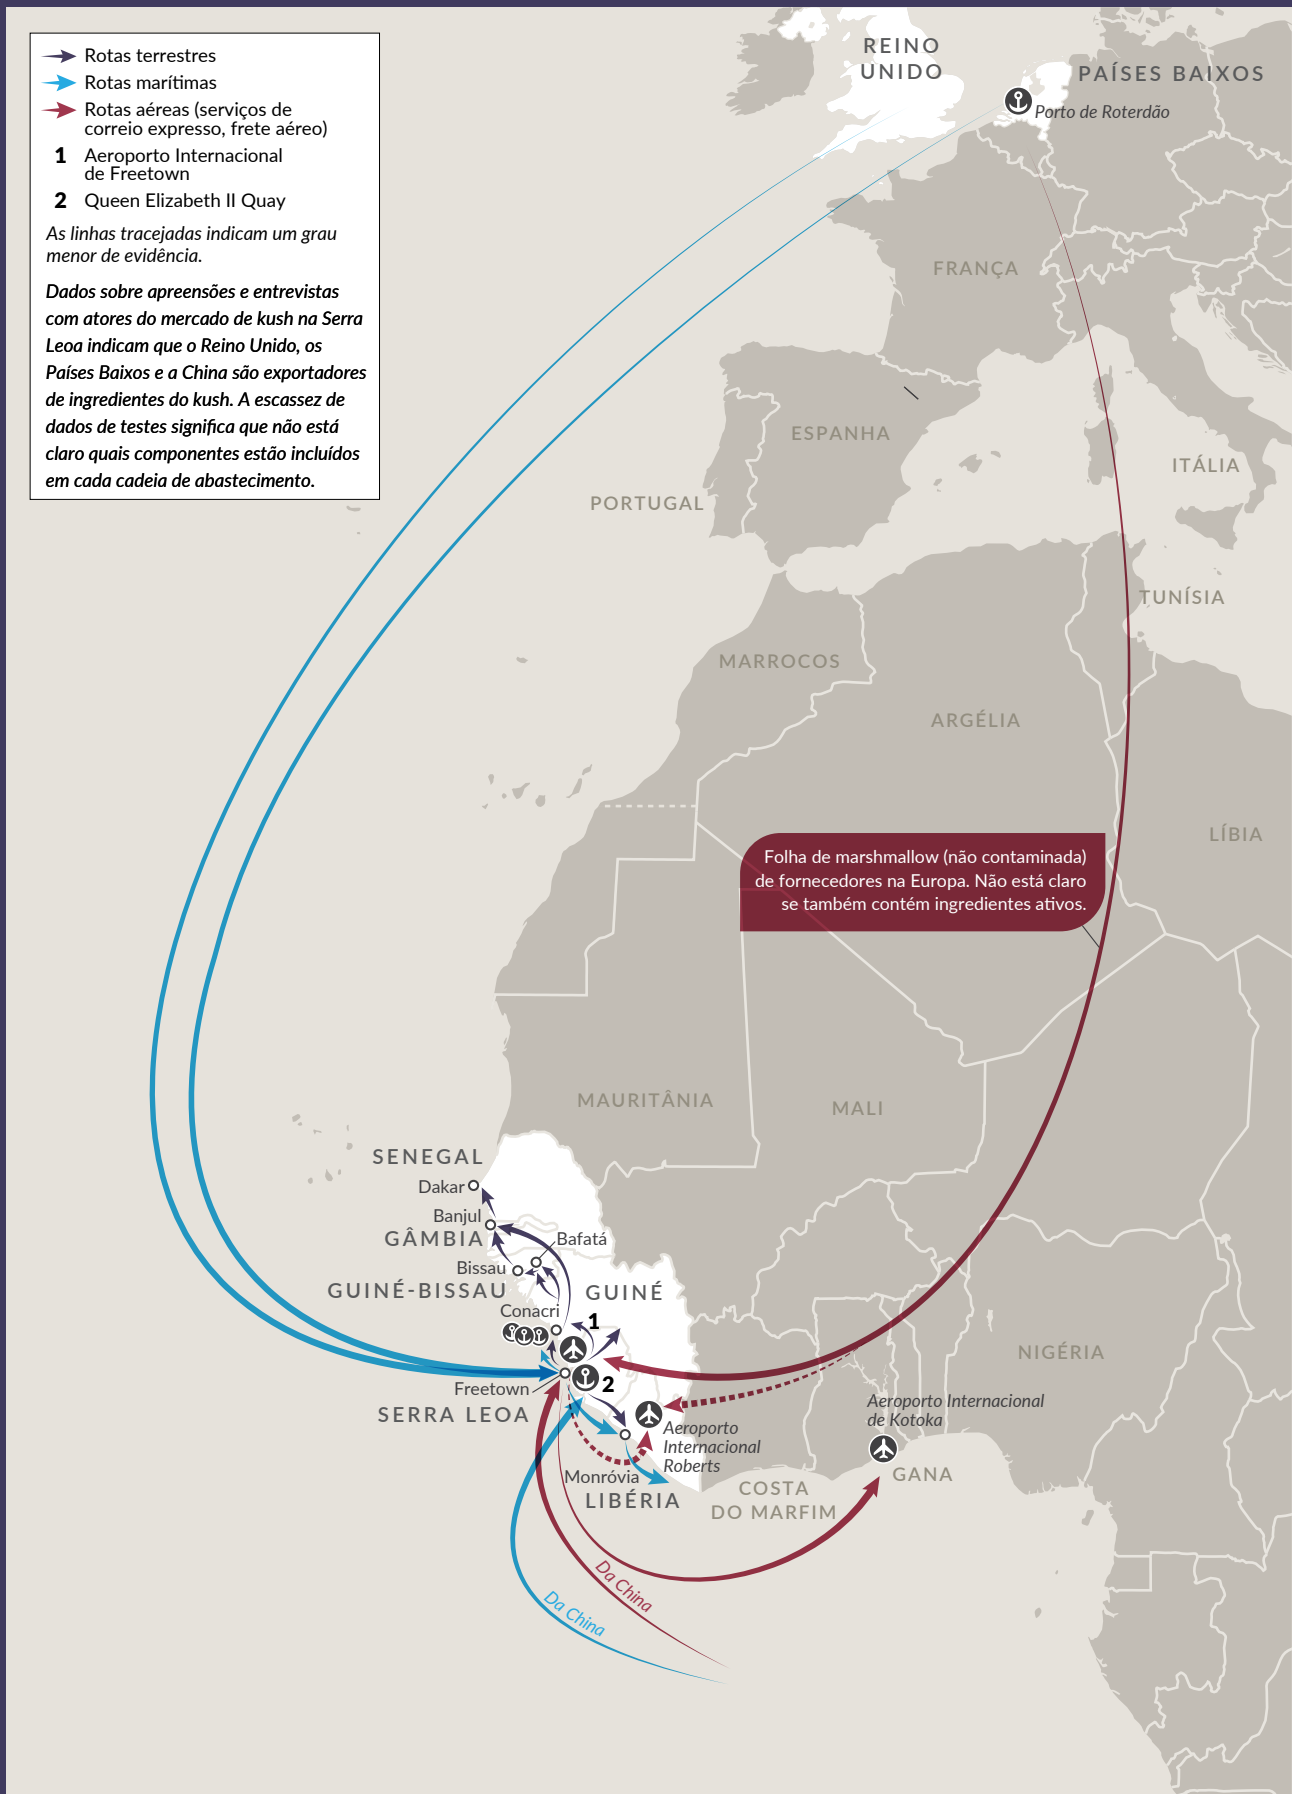 Rotas terrestres
Rotas marítimas
Rotas aéreas (serviços de
correio expresso, frete aéreo)
1 Aeroporto Internacional
de Freetown
2 Queen Elizabeth II Quay
As linhas tracejadas indicam um grau
menor de evidência.
Dados sobre apreensões e entrevistas
com atores do mercado de kush na Serra
Leoa indicam que o Reino Unido, os
Países Baixos e a China são exportadores
de ingredientes do kush. A escassez de
dados de testes significa que não está
claro quais componentes estão incluídos
em cada cadeia de abastecimento.
REINO
UNIDO
PAÍSES BAIXOS
Porto de Roterdão
FRANÇA
ESPANHA
ITÁLIA
PORTUGAL
TUNÍSIA
MARROCOS
ARGÉLIA
LÍBIA
Folha de marshmallow (não contaminada)
de fornecedores na Europa. Não está claro
se também contém ingredientes ativos.
MAURITÂNIA
MALI
SENEGAL
Dakar
Banjul
GÂMBIA
Bafatá
Bissau
GUINÉ-BISSAU
GUINÉ
Conacri
1
NIGÉRIA
2
Freetown
SERRA LEOA
Aeroporto Internacional
de Kotoka
Aeroporto
Internacional
Roberts
Monróvia
LIBÉRIA
GANA
COSTA
DO MARFIM
Da China
Da China